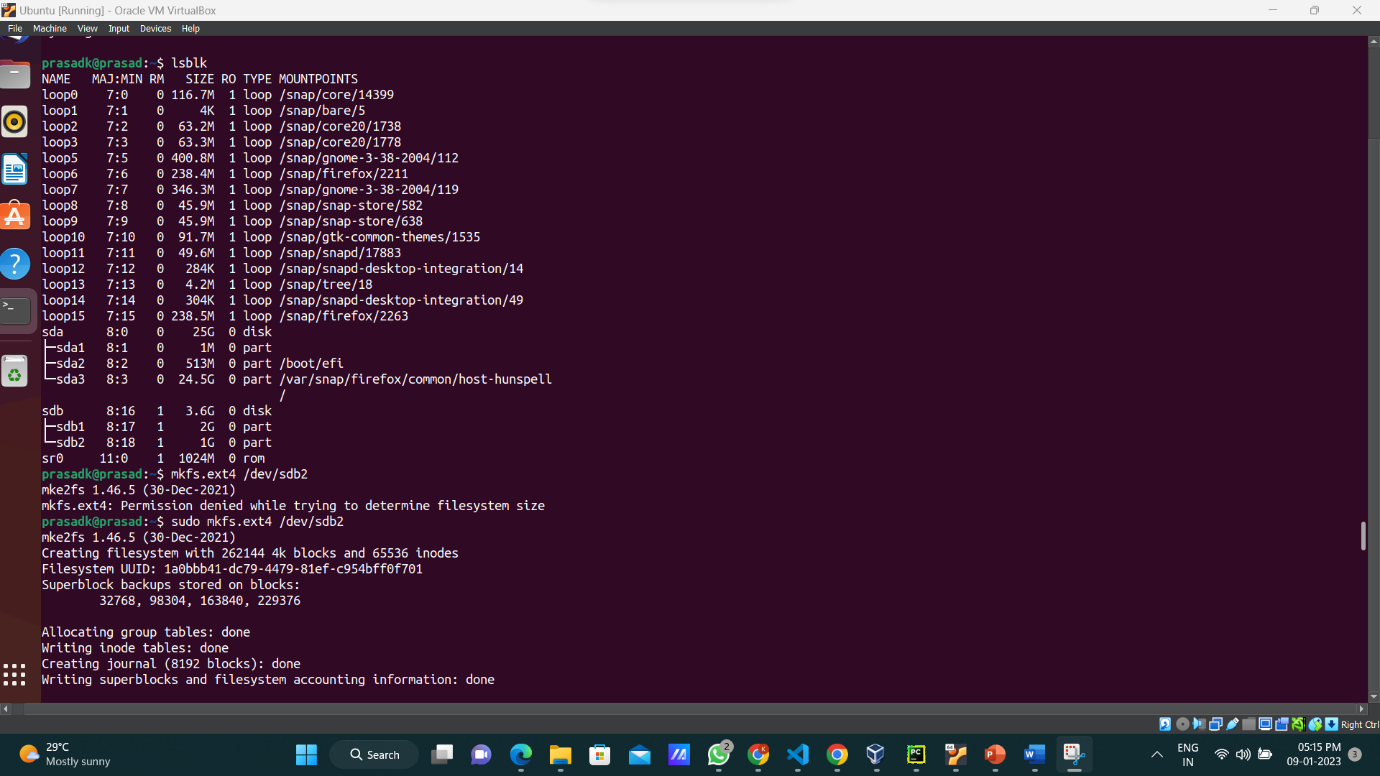 Ubuntu [Running] - Oracle VM VirtualBox
File Machine View Input Devices Help
prasadk@prasad:~$ lsblk
NAME   MAJ:MIN RM   SIZE RO TYPE MOUNTPOINTS
loop0    7:0    0 116.7M  1 loop /snap/core/14399
loop1    7:1    0     4K  1 loop /snap/bare/5
loop2    7:2    0  63.2M  1 loop /snap/core20/1738
loop3    7:3    0  63.3M  1 loop /snap/core20/1778
loop5    7:5    0 400.8M  1 loop /snap/gnome-3-38-2004/112
loop6    7:6    0 238.4M  1 loop /snap/firefox/2211
loop7    7:7    0 346.3M  1 loop /snap/gnome-3-38-2004/119
loop8    7:8    0  45.9M  1 loop /snap/snap-store/582
loop9    7:9    0  45.9M  1 loop /snap/snap-store/638
loop10   7:10   0  91.7M  1 loop /snap/gtk-common-themes/1535
loop11   7:11   0  49.6M  1 loop /snap/snapd/17883
loop12   7:12   0   284K  1 loop /snap/snapd-desktop-integration/14
loop13   7:13   0   4.2M  1 loop /snap/tree/18
loop14   7:14   0   304K  1 loop /snap/snapd-desktop-integration/49
loop15   7:15   0 238.5M  1 loop /snap/firefox/2263
sda      8:0    0    25G  0 disk
├─sda1   8:1    0     1M  0 part
├─sda2   8:2    0   513M  0 part /boot/efi
└─sda3   8:3    0  24.5G  0 part /var/snap/firefox/common/host-hunspell
/
sdb      8:16   1   3.6G  0 disk
├─sdb1   8:17   1     2G  0 part
└─sdb2   8:18   1     1G  0 part
sr0     11:0    1  1024M  0 rom
prasadk@prasad:~$ mkfs.ext4 /dev/sdb2
mke2fs 1.46.5 (30-Dec-2021)
mkfs.ext4: Permission denied while trying to determine filesystem size
prasadk@prasad:~$ sudo mkfs.ext4 /dev/sdb2
mke2fs 1.46.5 (30-Dec-2021)
Creating filesystem with 262144 4k blocks and 65536 inodes
Filesystem UUID: 1a0bbb41-dc79-4479-81ef-c954bff0f701
Superblock backups stored on blocks:
32768, 98304, 163840, 229376
Allocating group tables: done
Writing inode tables: done
Creating journal (8192 blocks): done
Writing superblocks and filesystem accounting information: done
Right Ctrl
29°C
Mostly sunny
Search
2
ENG
IN
05:15 PM
09-01-2023
3